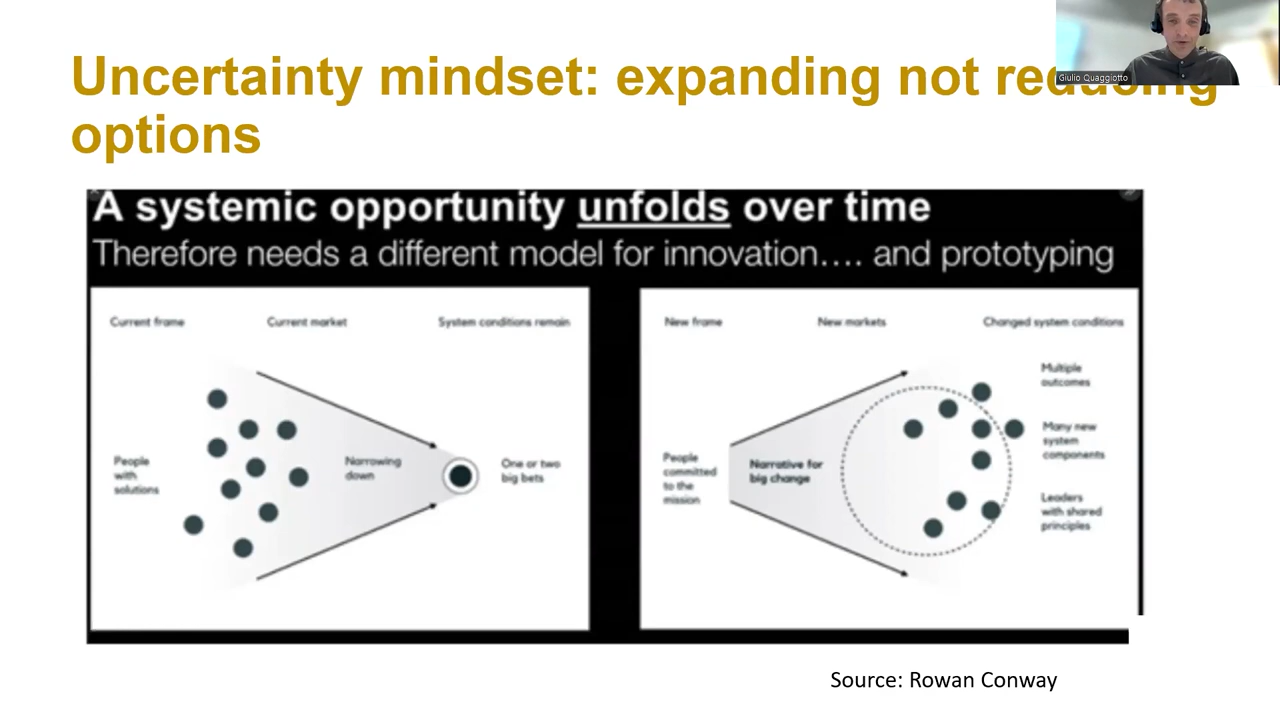 Uncertainty mindset: expanding not reducing
options
Giulio Quaggiotto
A systemic opportunity unfolds over time
Therefore needs a different model for innovation…. and prototyping
Current frame
Current market
System conditions remain
People
with
solutions
Narrowing
down
One or two
big bets
New frame
New markets
Changed system conditions
People
committed
to the
mission
Narrative for
big change
Multiple
outcomes
Many new
system
components
Leaders
with shared
principles
Source: Rowan Conway